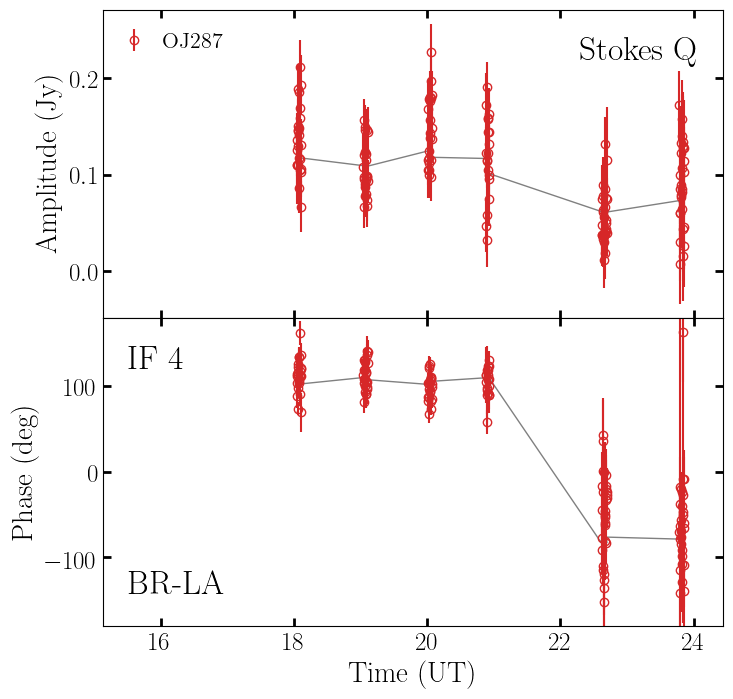 OJ287
Stokes Q
Amplitude (Jy)
0.2
0.1
0.0
IF 4
BR-LA
Phase (deg)
100
0
−100
16 18 20 22 24
Time (UT)